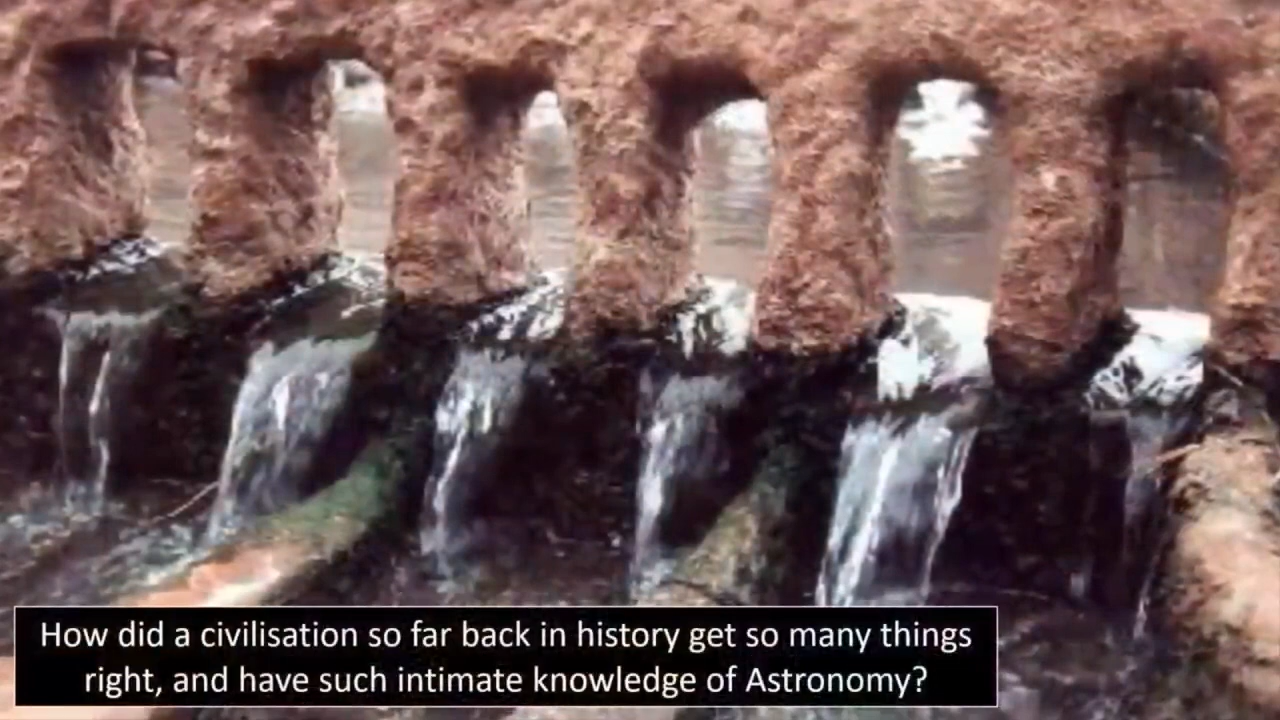 How did a civilisation so far back in history get so many things
right, and have such intimate knowledge of Astronomy?